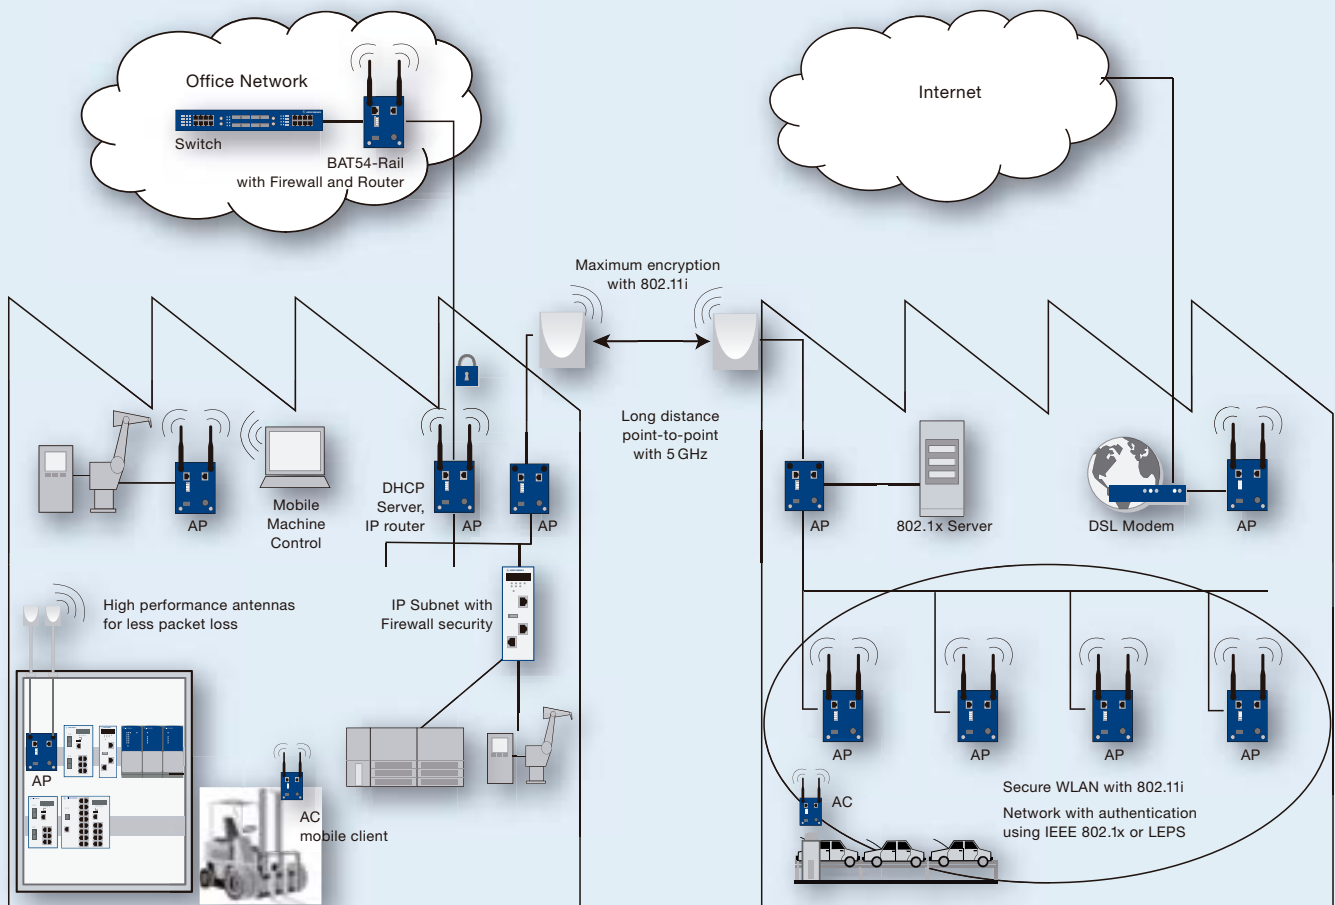 Office Network
Switch
BAT54-Rail
with Firewall and Router
Internet
Maximum encryption
with 802.11i
Long distance
point-to-point
with 5 GHz
AP
Mobile
Machine
Control
DHCP
Server,
IP router
AP
AP
AP
802.1x Server
DSL Modem
AP
High performance antennas
for less packet loss
IP Subnet with
Firewall security
AP
AC
mobile client
AP
AP
AP
AP
AC
Secure WLAN with 802.11i
Network with authentication
using IEEE 802.1x or LEPS